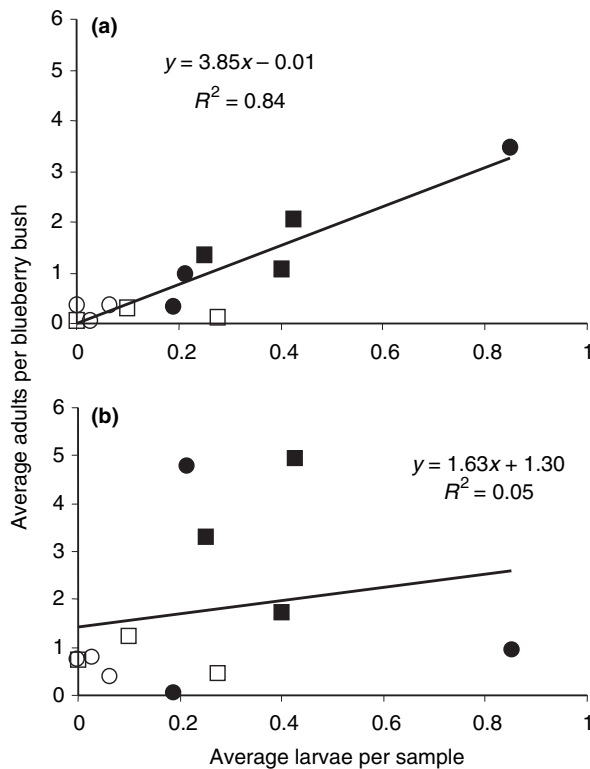 (a)
y = 3.85x – 0.01
R² = 0.84
6
5
4
3
2
1
0
0 0.2 0.4 0.6 0.8 1
Average adults per blueberry bush
(b)
y = 1.63x + 1.30
R² = 0.05
6
5
4
3
2
1
0
0 0.2 0.4 0.6 0.8 1
Average larvae per sample